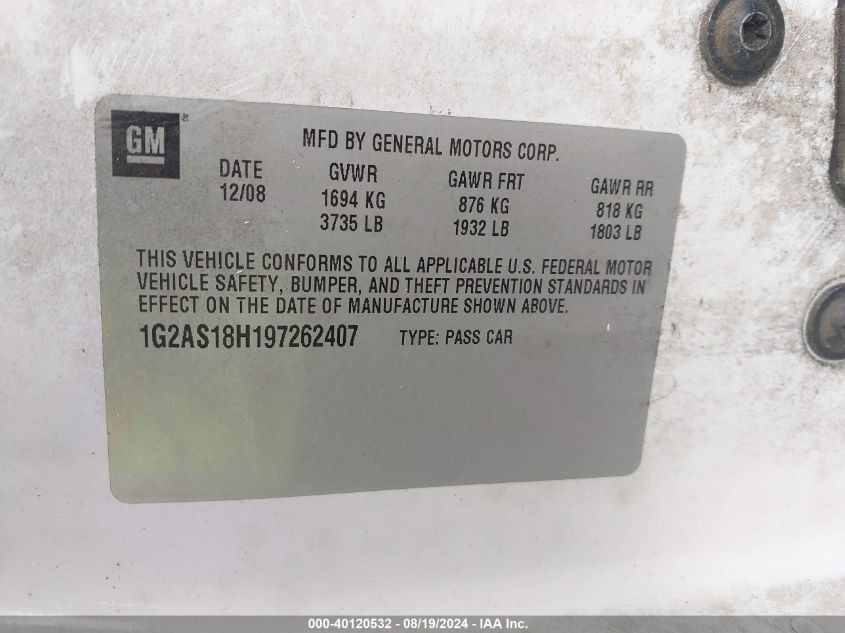 GM
MFD BY GENERAL MOTORS CORP.
DATE GVWR GAWR FRT GAWR RR
12/08 1694 KG 876 KG 818 KG
3735 LB 1932 LB 1803 LB
THIS VEHICLE CONFORMS TO ALL APPLICABLE U.S. FEDERAL MOTOR
VEHICLE SAFETY, BUMPER, AND THEFT PREVENTION STANDARDS IN
EFFECT ON THE DATE OF MANUFACTURE SHOWN ABOVE.
1G2AS18H197262407 TYPE: PASS CAR
000-40120532 - 08/19/2024 - IAA Inc.